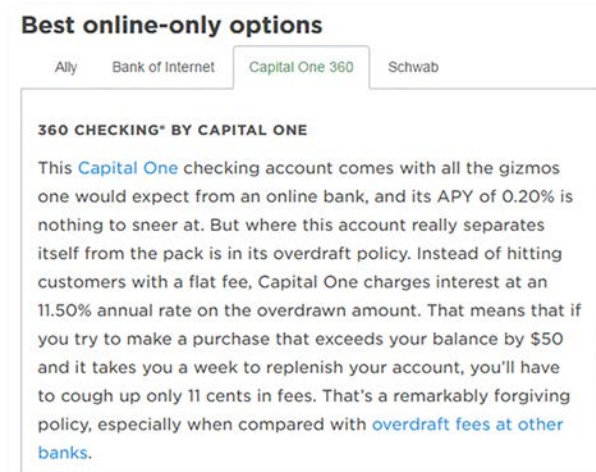 Best online-only options
Ally Bank of Internet Capital One 360 Schwab
360 CHECKING® BY CAPITAL ONE
This Capital One checking account comes with all the gizmos
one would expect from an online bank, and its APY of 0.20% is
nothing to sneer at. But where this account really separates
itself from the pack is in its overdraft policy. Instead of hitting
customers with a flat fee, Capital One charges interest at an
11.50% annual rate on the overdrawn amount. That means that if
you try to make a purchase that exceeds your balance by $50
and it takes you a week to replenish your account, you'll have
to cough up only 11 cents in fees. That's a remarkably forgiving
policy, especially when compared with overdraft fees at other
banks.